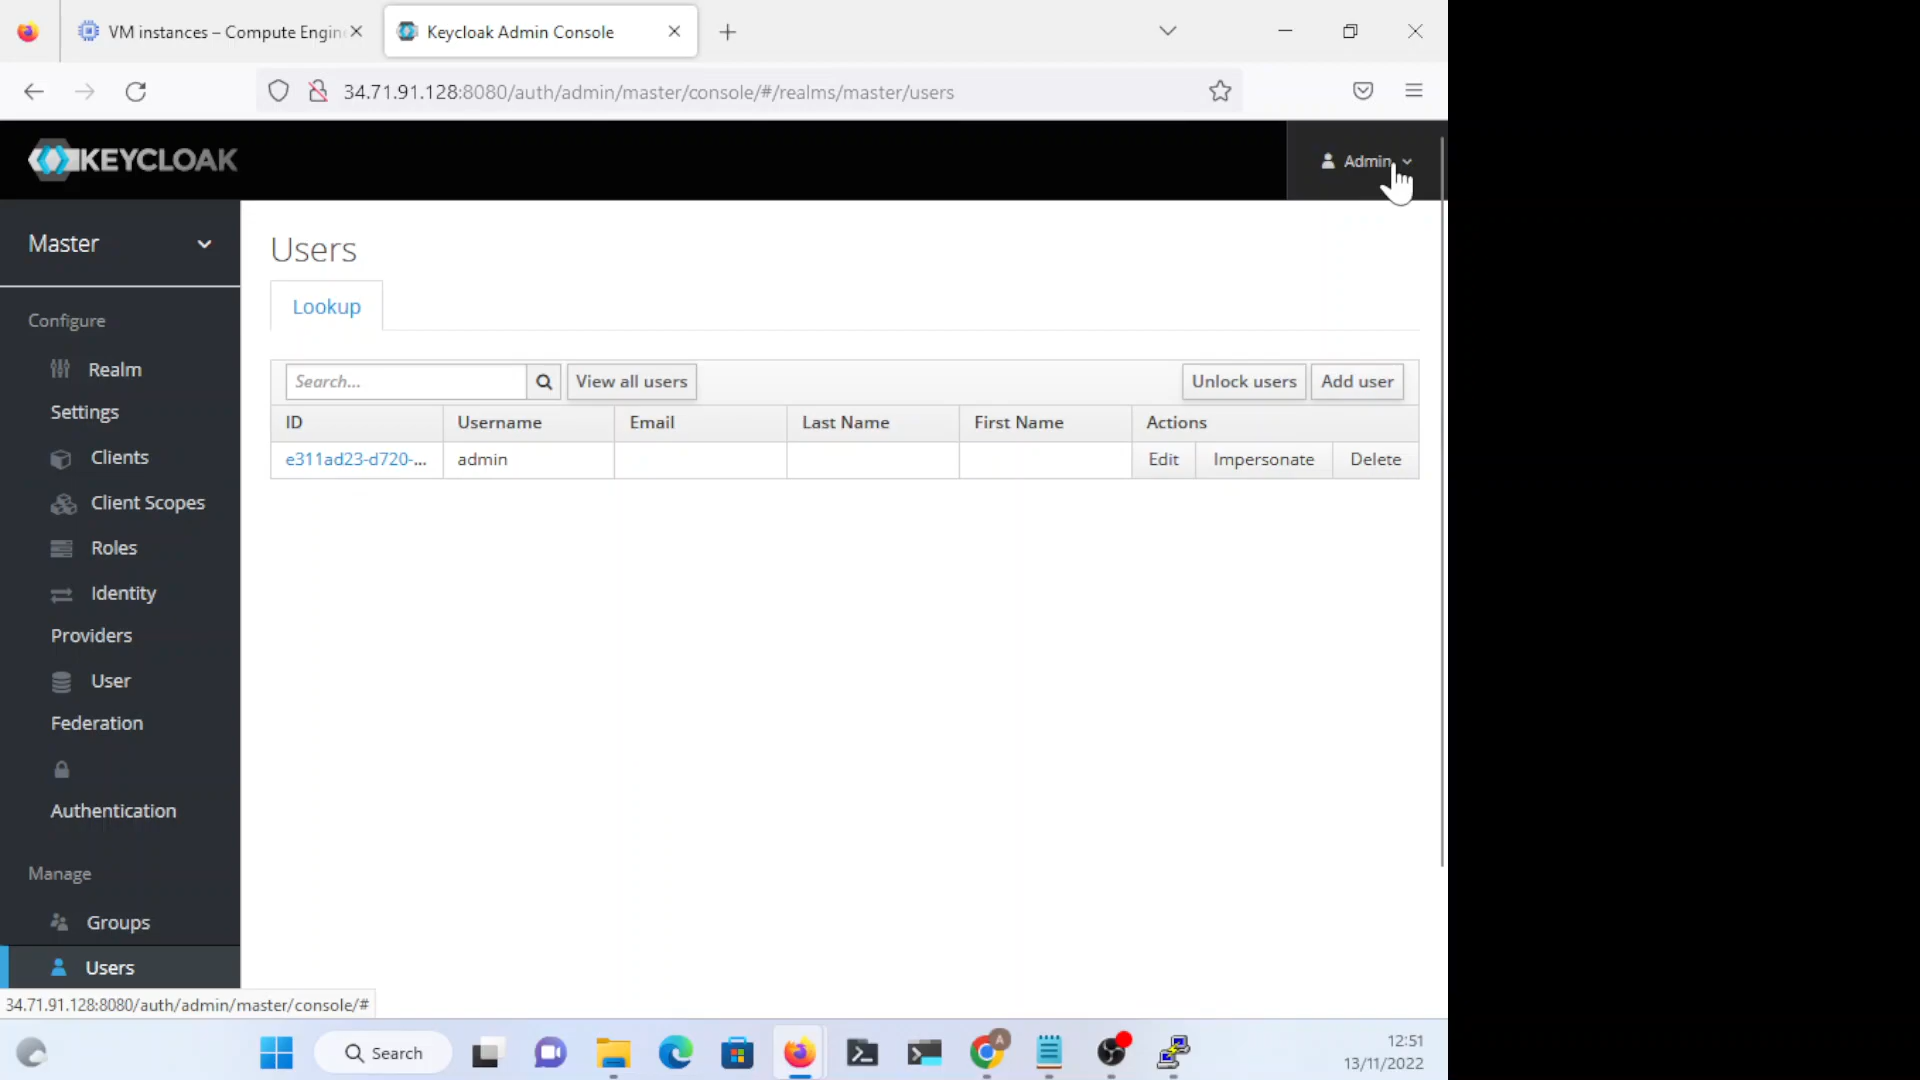 VM instances – Compute Engin
Keycloak Admin Console
34.71.91.128:8080/auth/admin/master/console/#/realms/master/users
KEYCLOAK
Admin
Master
Users
Lookup
Configure
Realm
Settings
Clients
Client Scopes
Roles
Identity
Providers
User
Federation
Authentication
Manage
Groups
Users
Search...
View all users
Unlock users
Add user
ID Username Email Last Name First Name Actions
e311ad23-d720-... admin Edit Impersonate Delete
34.71.91.128:8080/auth/admin/master/console/#
Search
A
12:51
13/11/2022